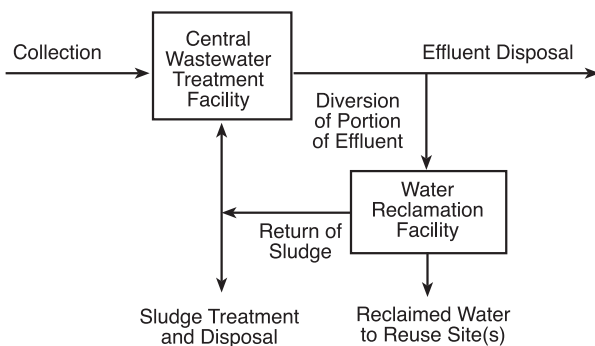 Collection
Central
Wastewater
Treatment
Facility
Effluent Disposal
Diversion
of Portion
of Effluent
Water
Reclamation
Facility
Return of
Sludge
Sludge Treatment
and Disposal
Reclaimed Water
to Reuse Site(s)